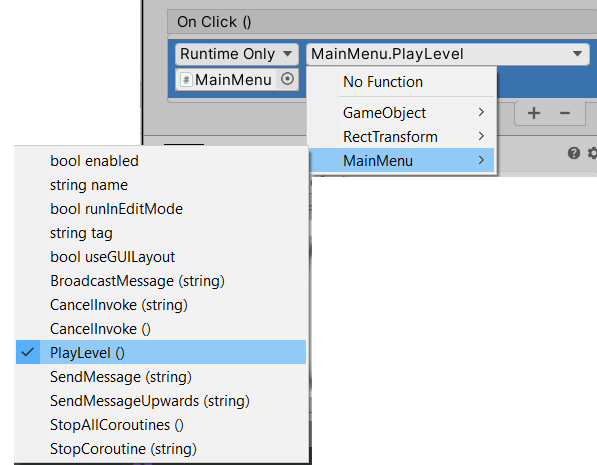 On Click ()
Runtime Only MainMenu.PlayLevel
# MainMenu
No Function
GameObject
RectTransform
MainMenu
+ −
?
bool enabled
string name
bool runInEditMode
string tag
bool useGUILayout
BroadcastMessage (string)
CancelInvoke (string)
CancelInvoke ()
PlayLevel ()
SendMessage (string)
SendMessageUpwards (string)
StopAllCoroutines ()
StopCoroutine (string)